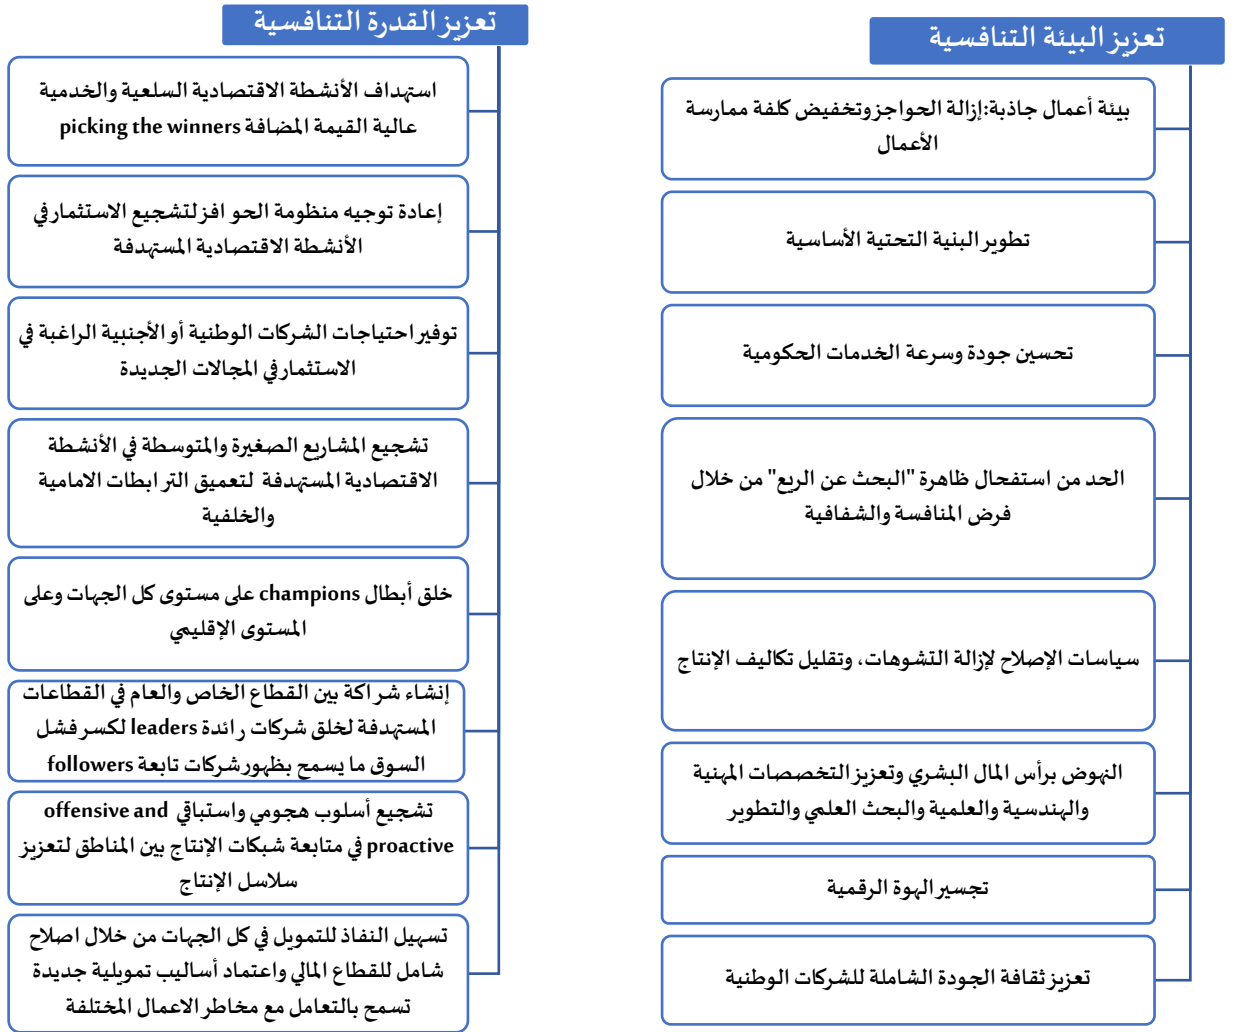 تعزيز البيئة التنافسية
بيئة أعمال جاذبة:إزالة الحواجز وتخفيض كلفة ممارسة
الأعمال
تطوير البنية التحتية الأساسية
تحسين جودة وسرعة الخدمات الحكومية
الحد من استفحال ظاهرة "البحث عن الريع" من خلال
فرض المنافسة والشفافية
سياسات الإصلاح لإزالة التشوهات، وتقليل تكاليف الإنتاج
النهوض برأس المال البشري وتعزيز التخصصات المهنية
والهندسية والعلمية والبحث العلمي والتطوير
تجسير الهوة الرقمية
تعزيز ثقافة الجودة الشاملة للشركات الوطنية
تعزيز القدرة التنافسية
استهداف الأنشطة الاقتصادية السلعية والخدمية
عالية القيمة المضافة picking the winners
إعادة توجيه منظومة الحوافز لتشجيع الاستثمار في
الأنشطة الاقتصادية المستهدفة
توفير احتياجات الشركات الوطنية أو الأجنبية الراغبة في
الاستثمار في المجالات الجديدة
تشجيع المشاريع الصغيرة والمتوسطة في الأنشطة
الاقتصادية المستهدفة لتعميق الترابطات الامامية
والخلفية
خلق أبطال champions على مستوى كل الجهات وعلى
المستوى الإقليمي
إنشاء شراكة بين القطاع الخاص والعام في القطاعات
المستهدفة لخلق شركات رائدة leaders لكسر فشل
السوق ما يسمح بظهور شركات تابعة followers
تشجيع أسلوب هجومي واستباقي offensive and
proactive في متابعة شبكات الإنتاج بين المناطق لتعزيز
سلاسل الإنتاج
تسهيل النفاذ للتمويل في كل الجهات من خلال اصلاح
شامل للقطاع المالي واعتماد أساليب تمويلية جديدة
تسمح بالتعامل مع مخاطر الاعمال المختلفة